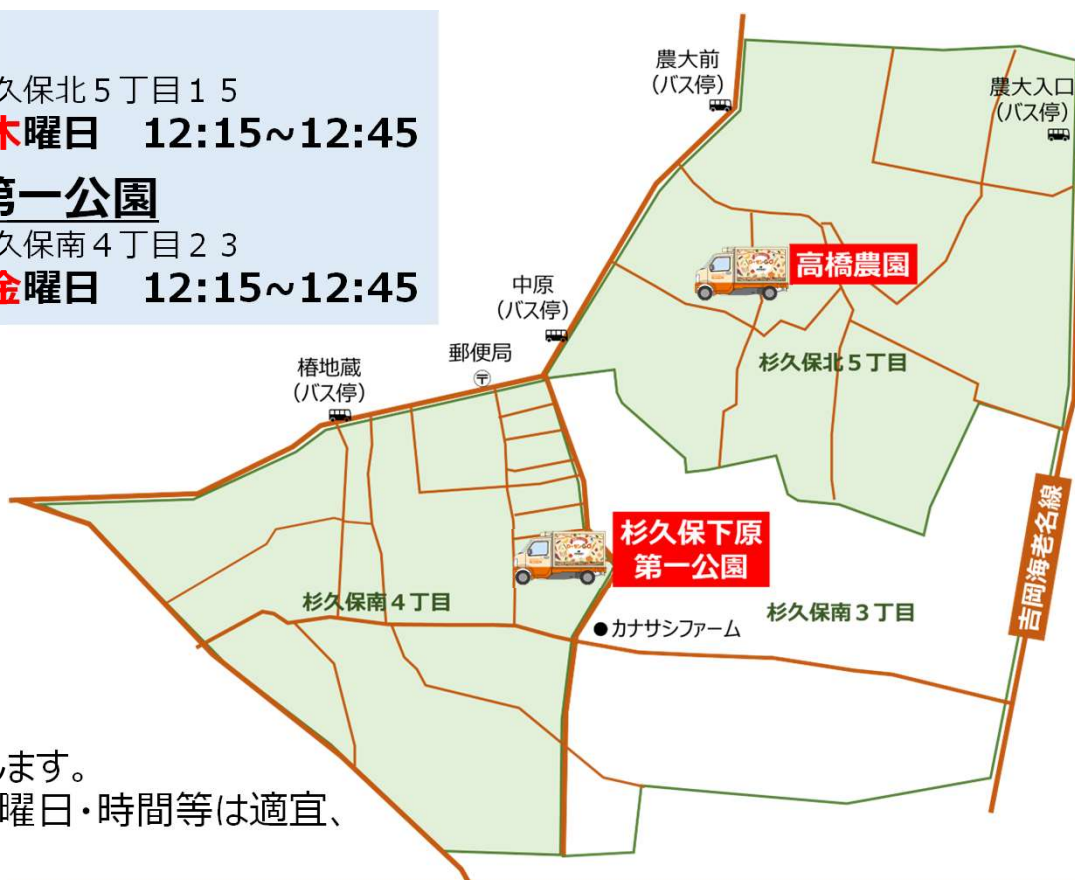 久保北５丁目１５
木曜日　12:15~12:45
第一公園
久保南４丁目２３
金曜日　12:15~12:45
農大前
(バス停)
農大入口
(バス停)
高橋農園
中原
(バス停)
杉久保北５丁目
郵便局
〒
椿地蔵
(バス停)
吉岡海老名線
杉久保下原
第一公園
杉久保南４丁目
杉久保南３丁目
●カナサシファーム
します。
曜日・時間等は適宜、